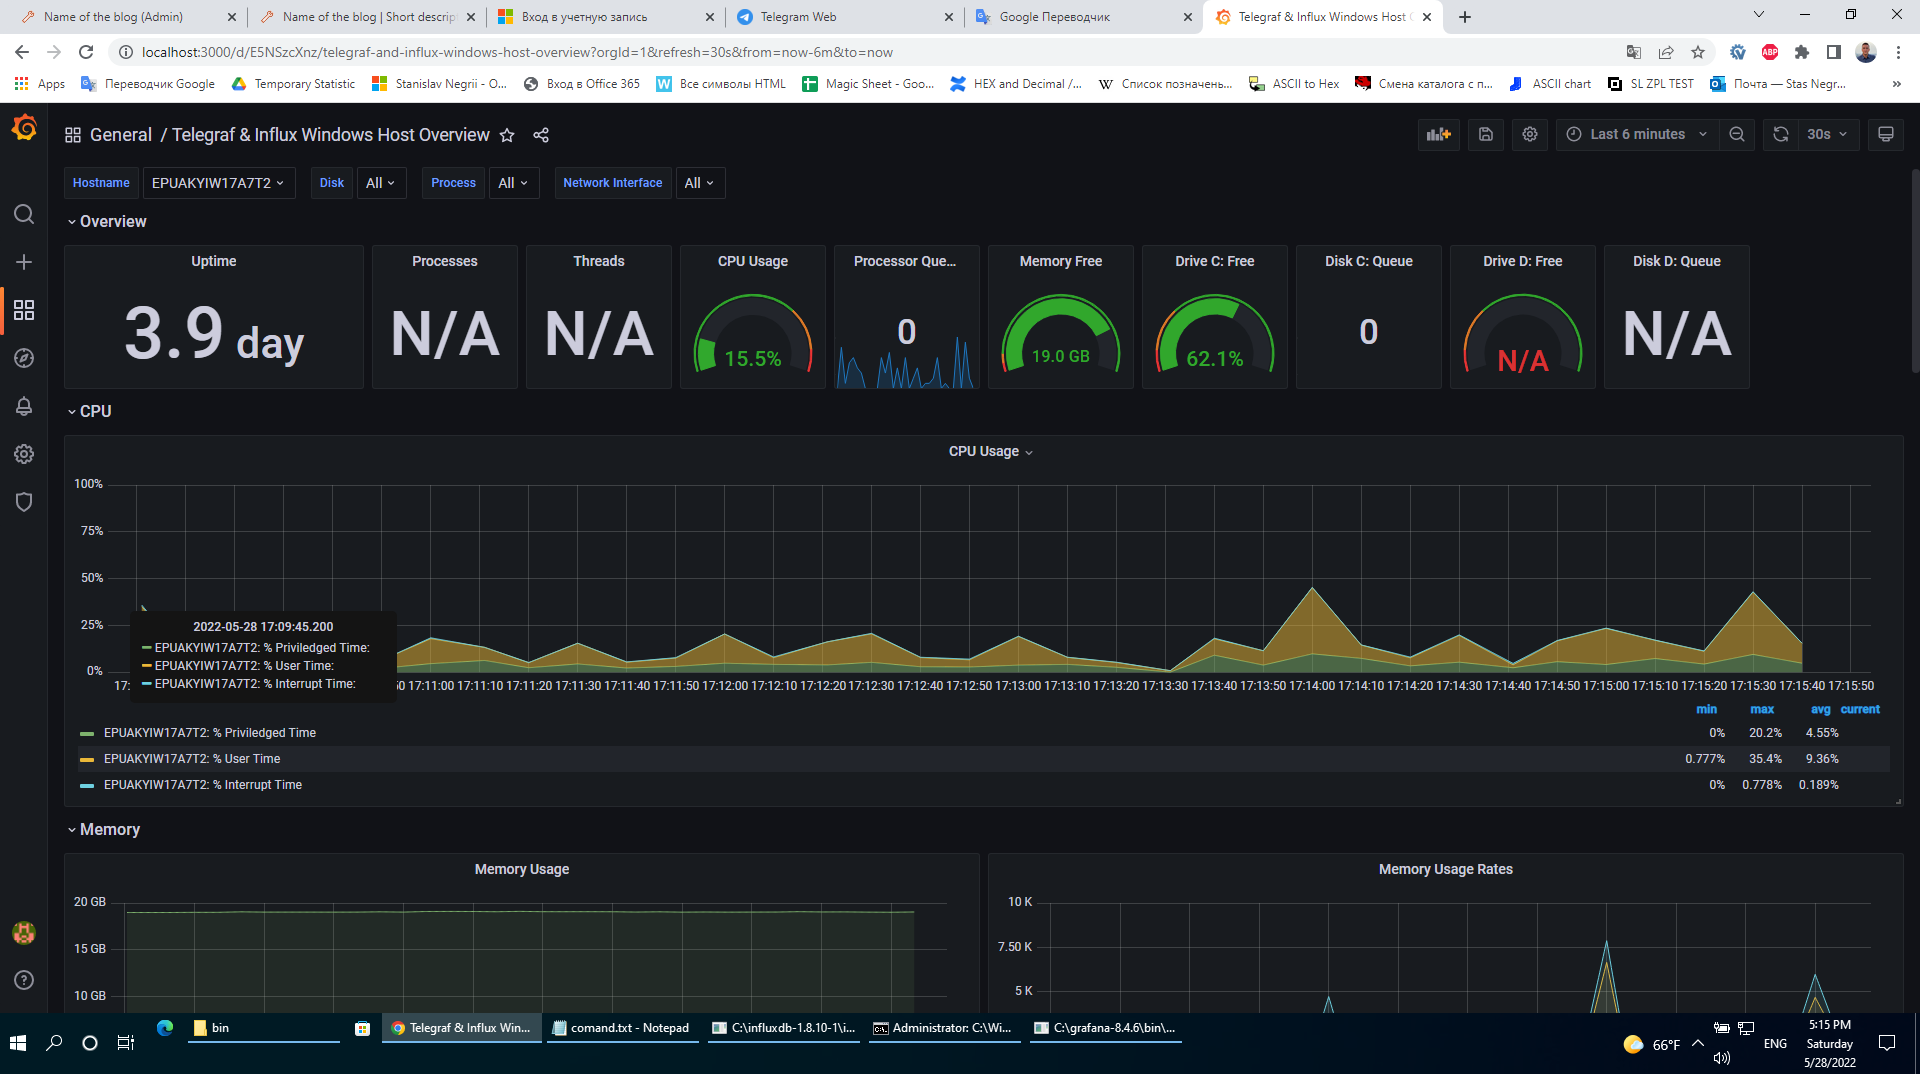 Name of the blog (Admin)
Name of the blog | Short descrip
Вход в учетную запись
Telegram Web
Google Переводчик
Telegraf & Influx Windows Host
localhost:3000/d/E5NSzcXnz/telegraf-and-influx-windows-host-overview?orgId=1&refresh=30s&from=now-6m&to=now
Apps
Переводчик Google
Temporary Statistic
Stanislav Negrii - O...
Вход в Office 365
Все символы HTML
Magic Sheet - Goo...
HEX and Decimal /...
Список позначень...
ASCII to Hex
Смена каталога с п...
ASCII chart
SL ZPL TEST
Почта — Stas Negr...
General / Telegraf & Influx Windows Host Overview
Last 6 minutes
30s
Hostname
EPUAKYIW17A7T2
Disk
All
Process
All
Network Interface
All
Overview
Uptime
3.9 day
Processes
N/A
Threads
N/A
CPU Usage
15.5%
Processor Que...
0
Memory Free
19.0 GB
Drive C: Free
62.1%
Disk C: Queue
0
Drive D: Free
N/A
Disk D: Queue
N/A
CPU
CPU Usage
100%
75%
50%
25%
0%
2022-05-28 17:09:45.200
EPUAKYIW17A7T2: % Priviledged Time:
EPUAKYIW17A7T2: % User Time:
EPUAKYIW17A7T2: % Interrupt Time:
17: 50 17:11:00 17:11:10 17:11:20 17:11:30 17:11:40 17:11:50 17:12:00 17:12:10 17:12:20 17:12:30 17:12:40 17:12:50 17:13:00 17:13:10 17:13:20 17:13:30 17:13:40 17:13:50 17:14:00 17:14:10 17:14:20 17:14:30 17:14:40 17:14:50 17:15:00 17:15:10 17:15:20 17:15:30 17:15:40 17:15:50
min max avg current
EPUAKYIW17A7T2: % Priviledged Time 0% 20.2% 4.55%
EPUAKYIW17A7T2: % User Time 0.777% 35.4% 9.36%
EPUAKYIW17A7T2: % Interrupt Time 0% 0.778% 0.189%
Memory
Memory Usage
20 GB
15 GB
10 GB
Memory Usage Rates
10 K
7.50 K
5 K
bin
Telegraf & Influx Win...
comand.txt - Notepad
C:\influxdb-1.8.10-1\i...
Administrator: C:\Wi...
C:\grafana-8.4.6\bin\...
66°F
ENG
5:15 PM
Saturday
5/28/2022